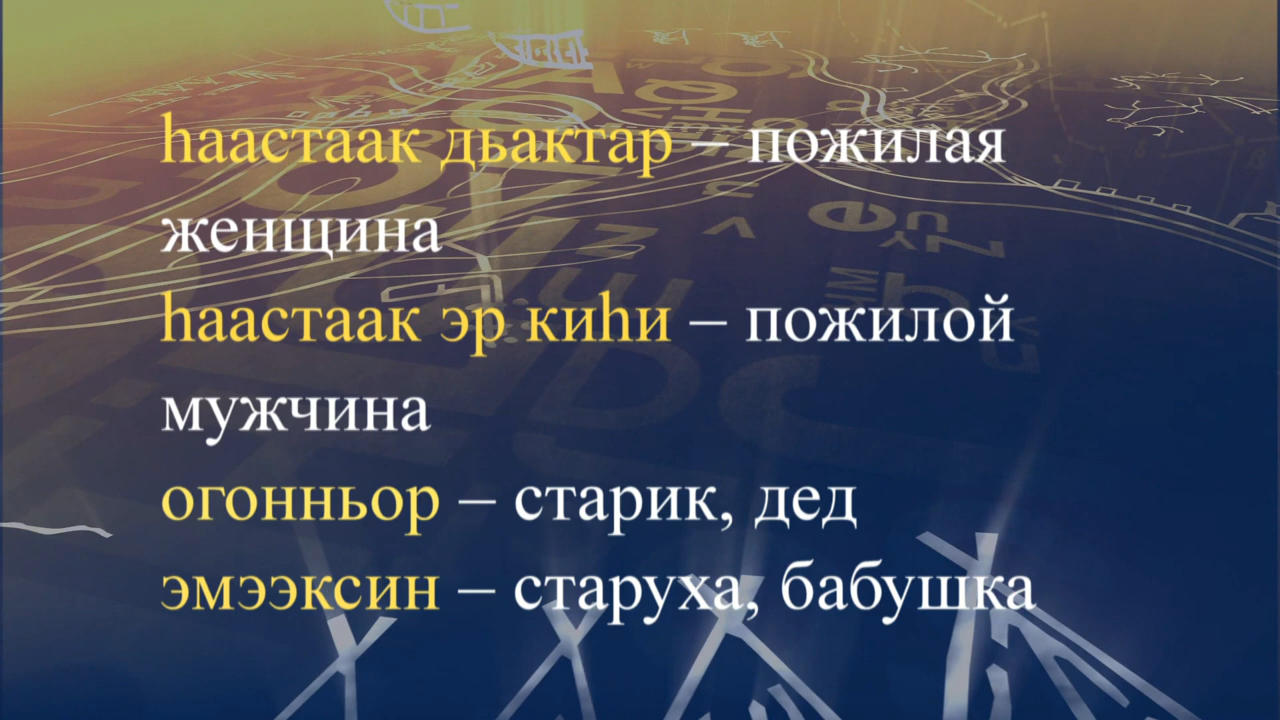 һаастаак дьактар – пожилая
женщина
һаастаак эр киһи – пожилой
мужчина
огонньор – старик, дед
эмээксин – старуха, бабушка